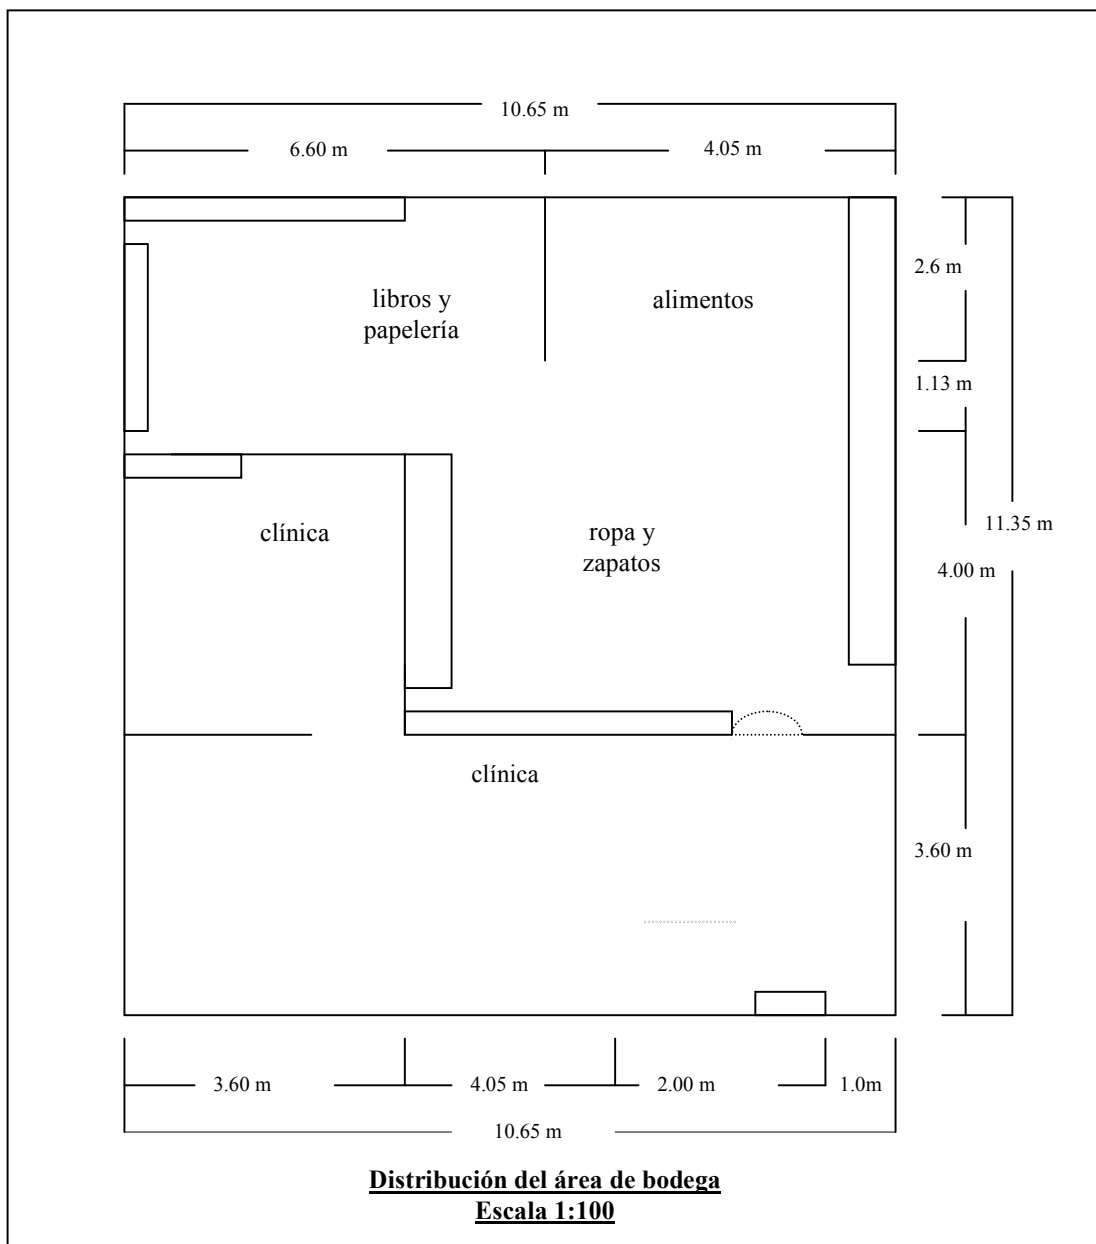 10.65 m
6.60 m
4.05 m
2.6 m
libros y
papelería
alimentos
1.13 m
clínica
ropa y
zapatos
11.35 m
4.00 m
clínica
3.60 m
3.60 m
4.05 m
2.00 m
1.0m
10.65 m
Distribución del área de bodega
Escala 1:100